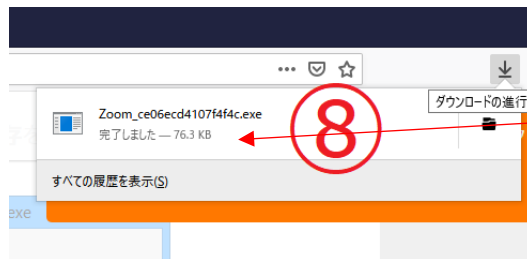 ダウンロードの進行
Zoom_ce06ecd4107f4f4c.exe
完了しました — 76.3 KB
⑧
すべての履歴を表示(S)
exe